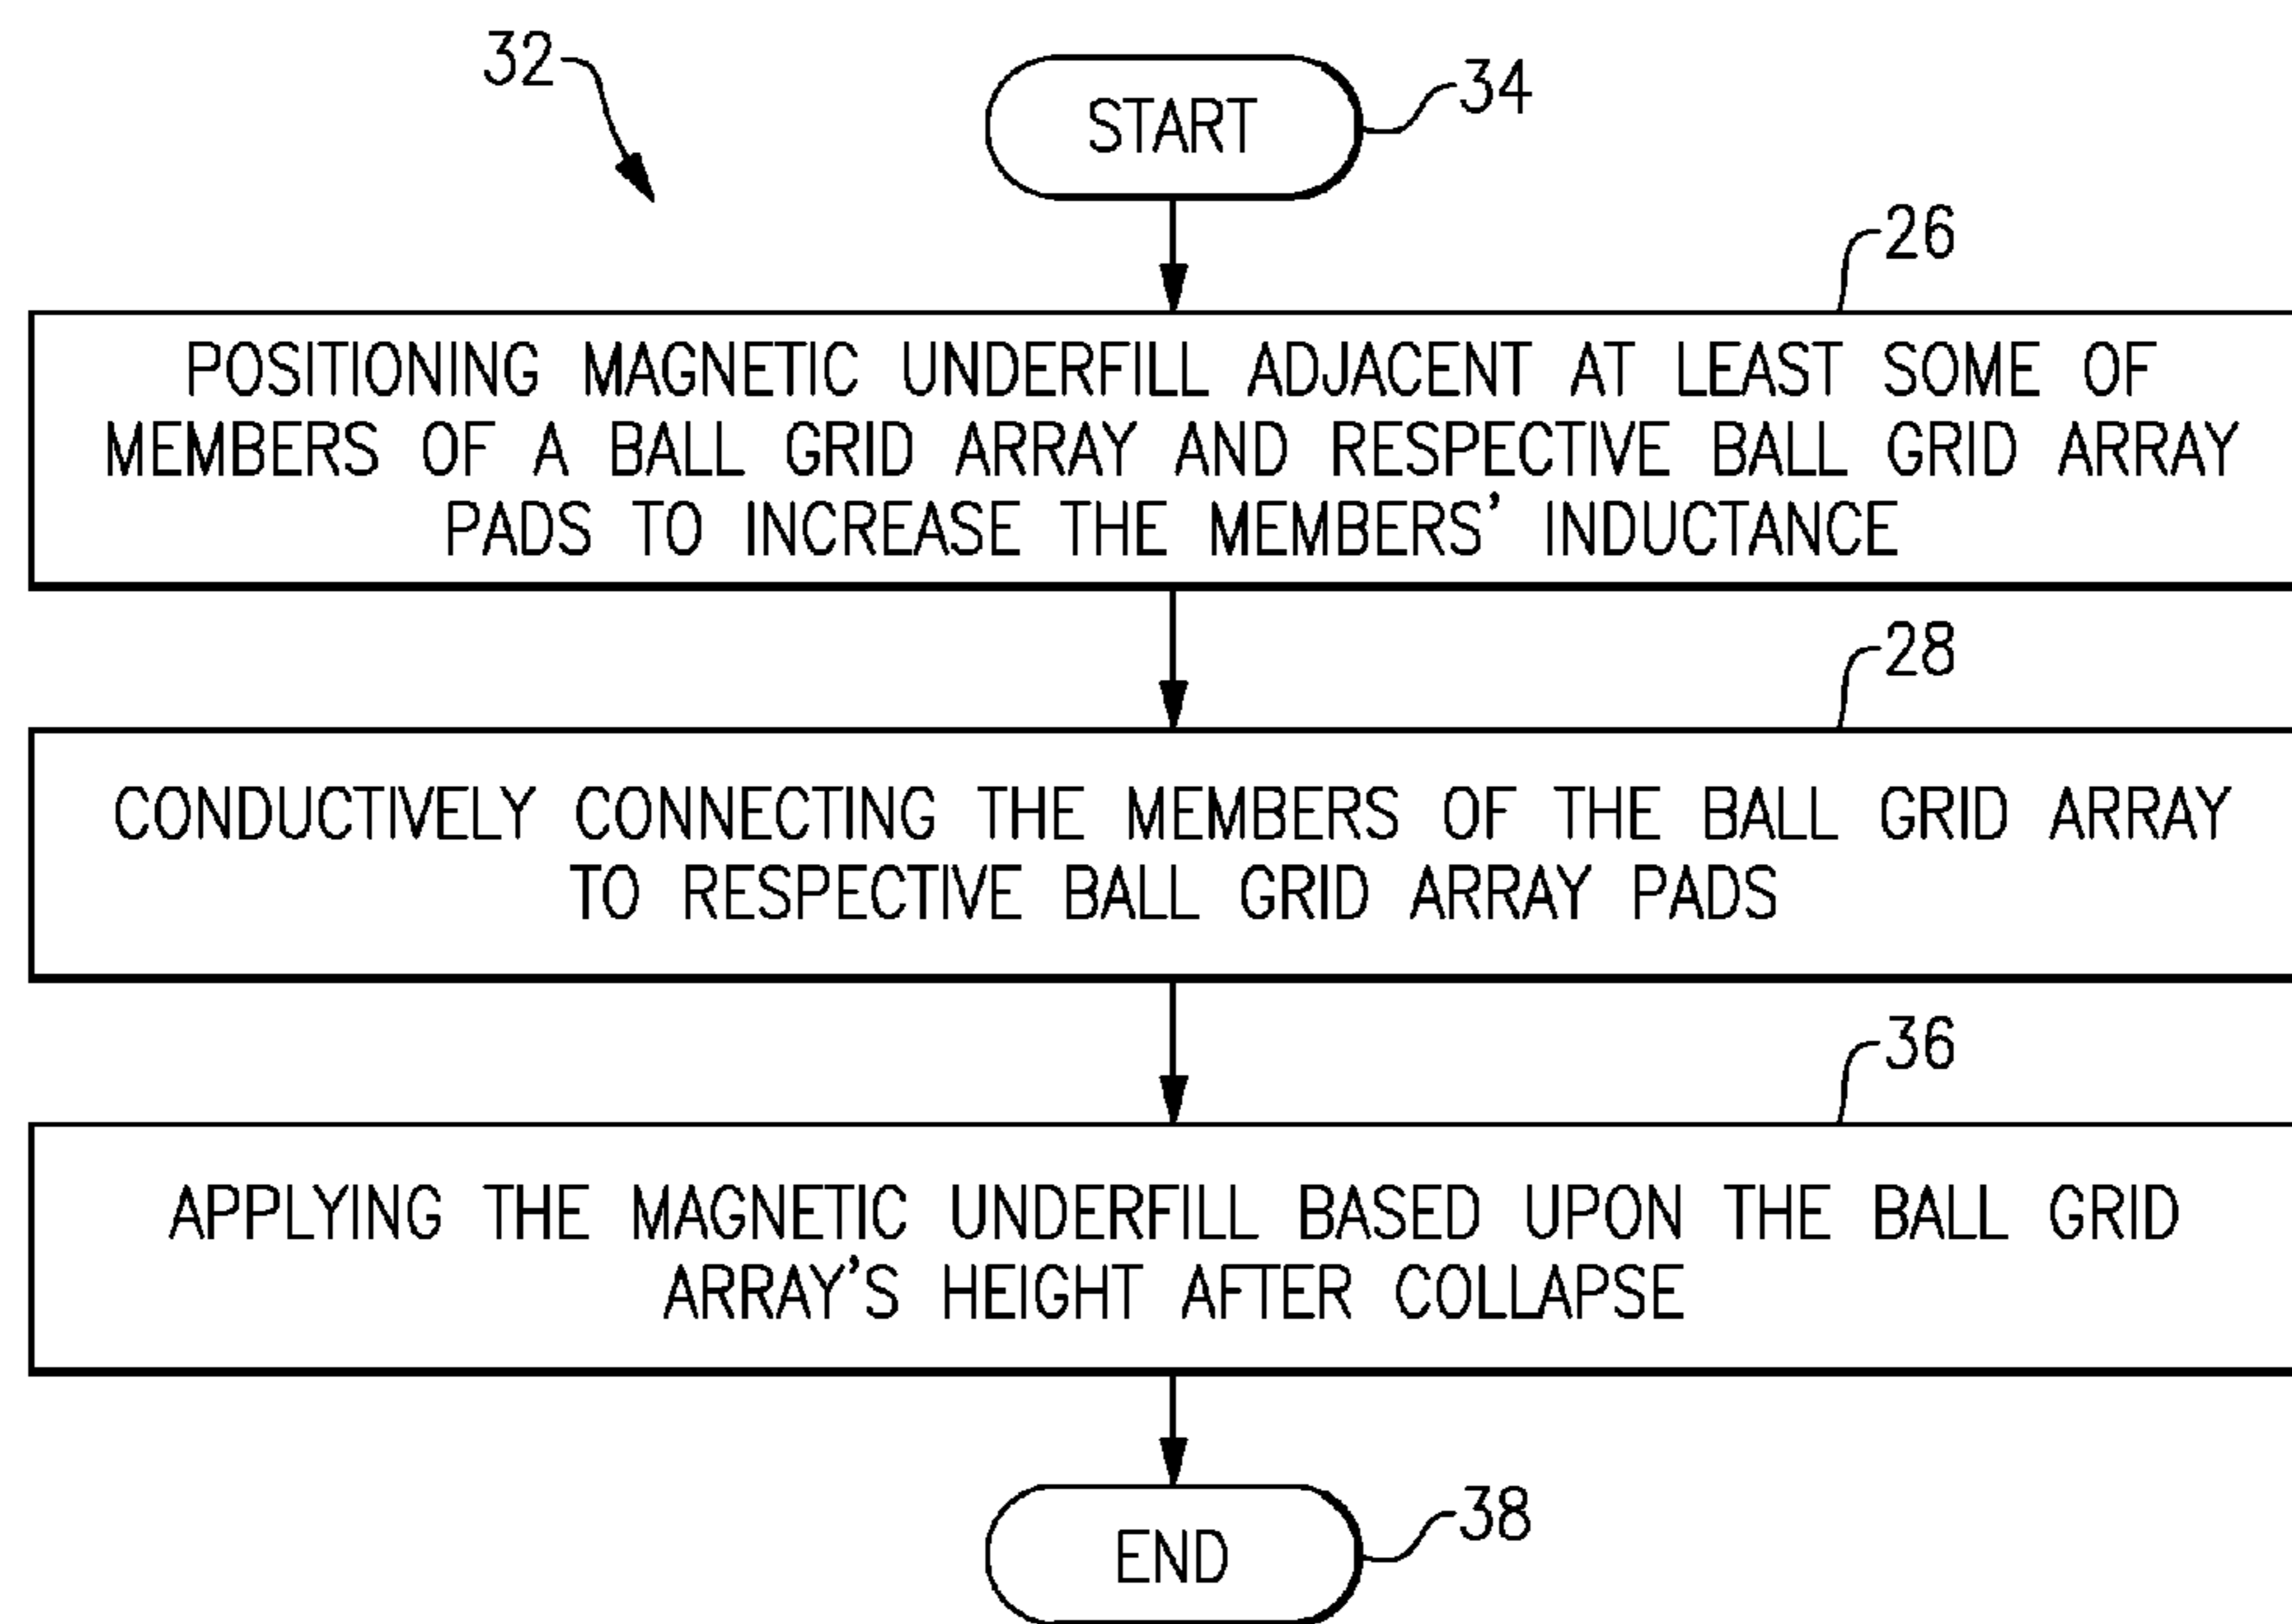 32
START
34
26
POSITIONING MAGNETIC UNDERFILL ADJACENT AT LEAST SOME OF
MEMBERS OF A BALL GRID ARRAY AND RESPECTIVE BALL GRID ARRAY
PADS TO INCREASE THE MEMBERS' INDUCTANCE
28
CONDUCTIVELY CONNECTING THE MEMBERS OF THE BALL GRID ARRAY
TO RESPECTIVE BALL GRID ARRAY PADS
36
APPLYING THE MAGNETIC UNDERFILL BASED UPON THE BALL GRID
ARRAY'S HEIGHT AFTER COLLAPSE
END
38